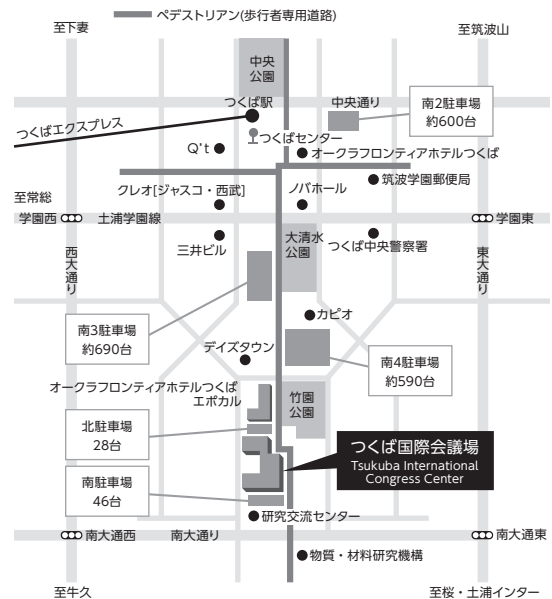 ペデストリアン(歩行者専用道路)
至下妻
至筑波山
中央
公園
つくば駅
中央通り
南2駐車場
約600台
つくばエクスプレス
つくばセンター
Q't
オークラフロンティアホテルつくば
クレオ[ジャスコ・西武]
ノバホール
筑波学園郵便局
至常総
学園西
土浦学園線
学園東
三井ビル
大清水
公園
つくば中央警察署
西大通り
東大通り
南3駐車場
約690台
カピオ
デイズタウン
南4駐車場
約590台
オークラフロンティアホテルつくば
エポカル
竹園
公園
北駐車場
28台
つくば国際会議場
Tsukuba International
Congress Center
南駐車場
46台
研究交流センター
南大通西
南大通り
南大通東
物質・材料研究機構
至牛久
至桜・土浦インター